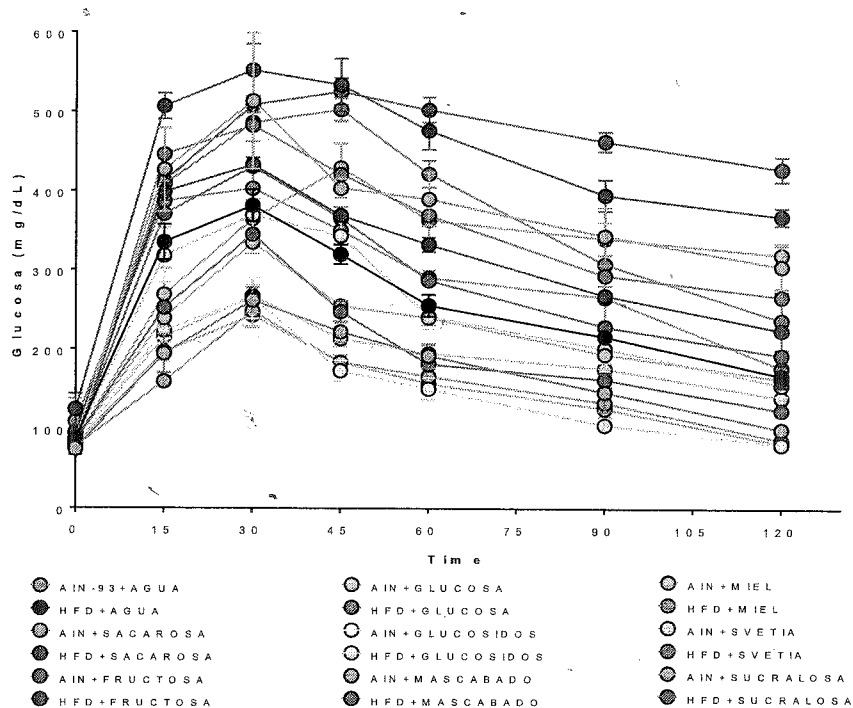 600
500
400
300
200
100
0
Glucosa (mg/dL)
0 15 30 45 60 75 90 105 120
Time
AIN-93+AGUA
HFD+AGUA
AIN+SACAROSA
HFD+SACAROSA
AIN+FRUCTOSA
HFD+FRUCTOSA
AIN+GLUCOSA
HFD+GLUCOSA
AIN+GLUCOSIDOS
HFD+GLUCOSIDOS
AIN+MASCABADO
HFD+MASCABADO
AIN+MIEL
HFD+MIEL
AIN+SVETIA
HFD+SVETIA
AIN+SUCRALOSA
HFD+SUCRALOSA